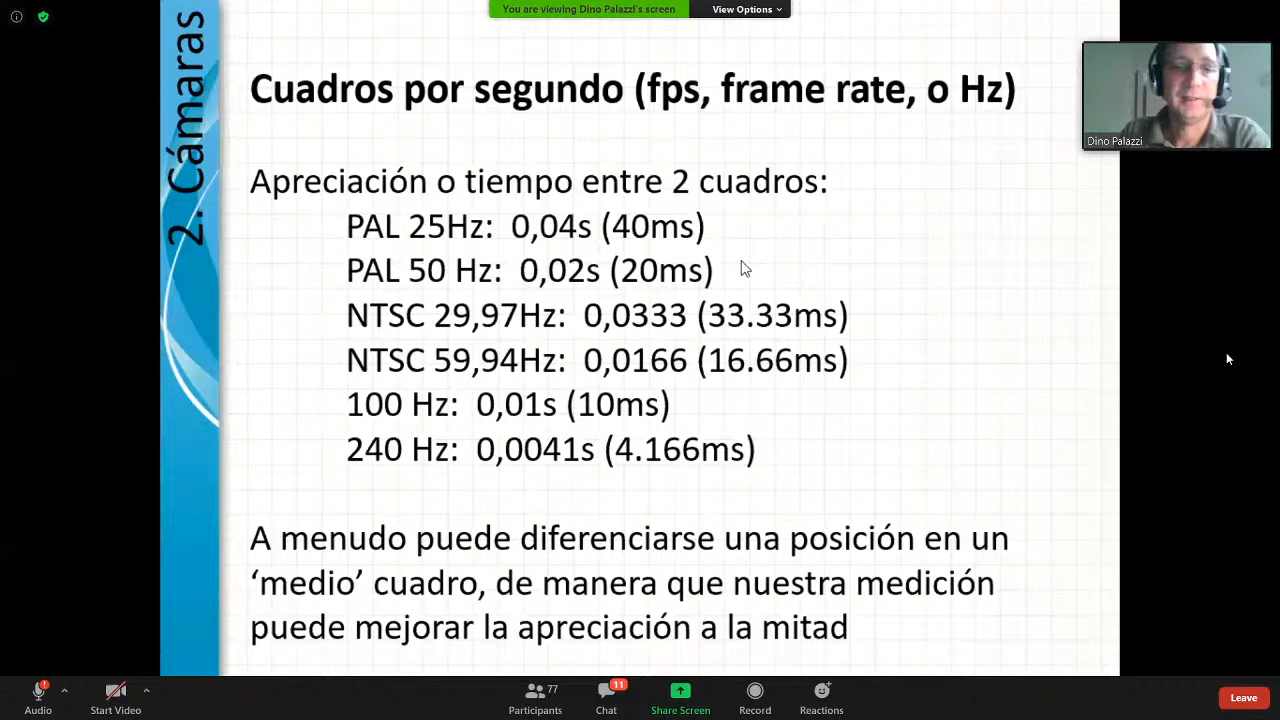 You are viewing Dino Palazzi's screen
View Options
2. Cámaras
Cuadros por segundo (fps, frame rate, o Hz)
Dino Palazzi
Apreciación o tiempo entre 2 cuadros:
PAL 25Hz: 0,04s (40ms)
PAL 50 Hz: 0,02s (20ms)
NTSC 29,97Hz: 0,0333 (33.33ms)
NTSC 59,94Hz: 0,0166 (16.66ms)
100 Hz: 0,01s (10ms)
240 Hz: 0,0041s (4.166ms)
A menudo puede diferenciarse una posición en un
‘medio’ cuadro, de manera que nuestra medición
puede mejorar la apreciación a la mitad
77
11
Audio
Start Video
Participants
Chat
Share Screen
Record
Reactions
Leave